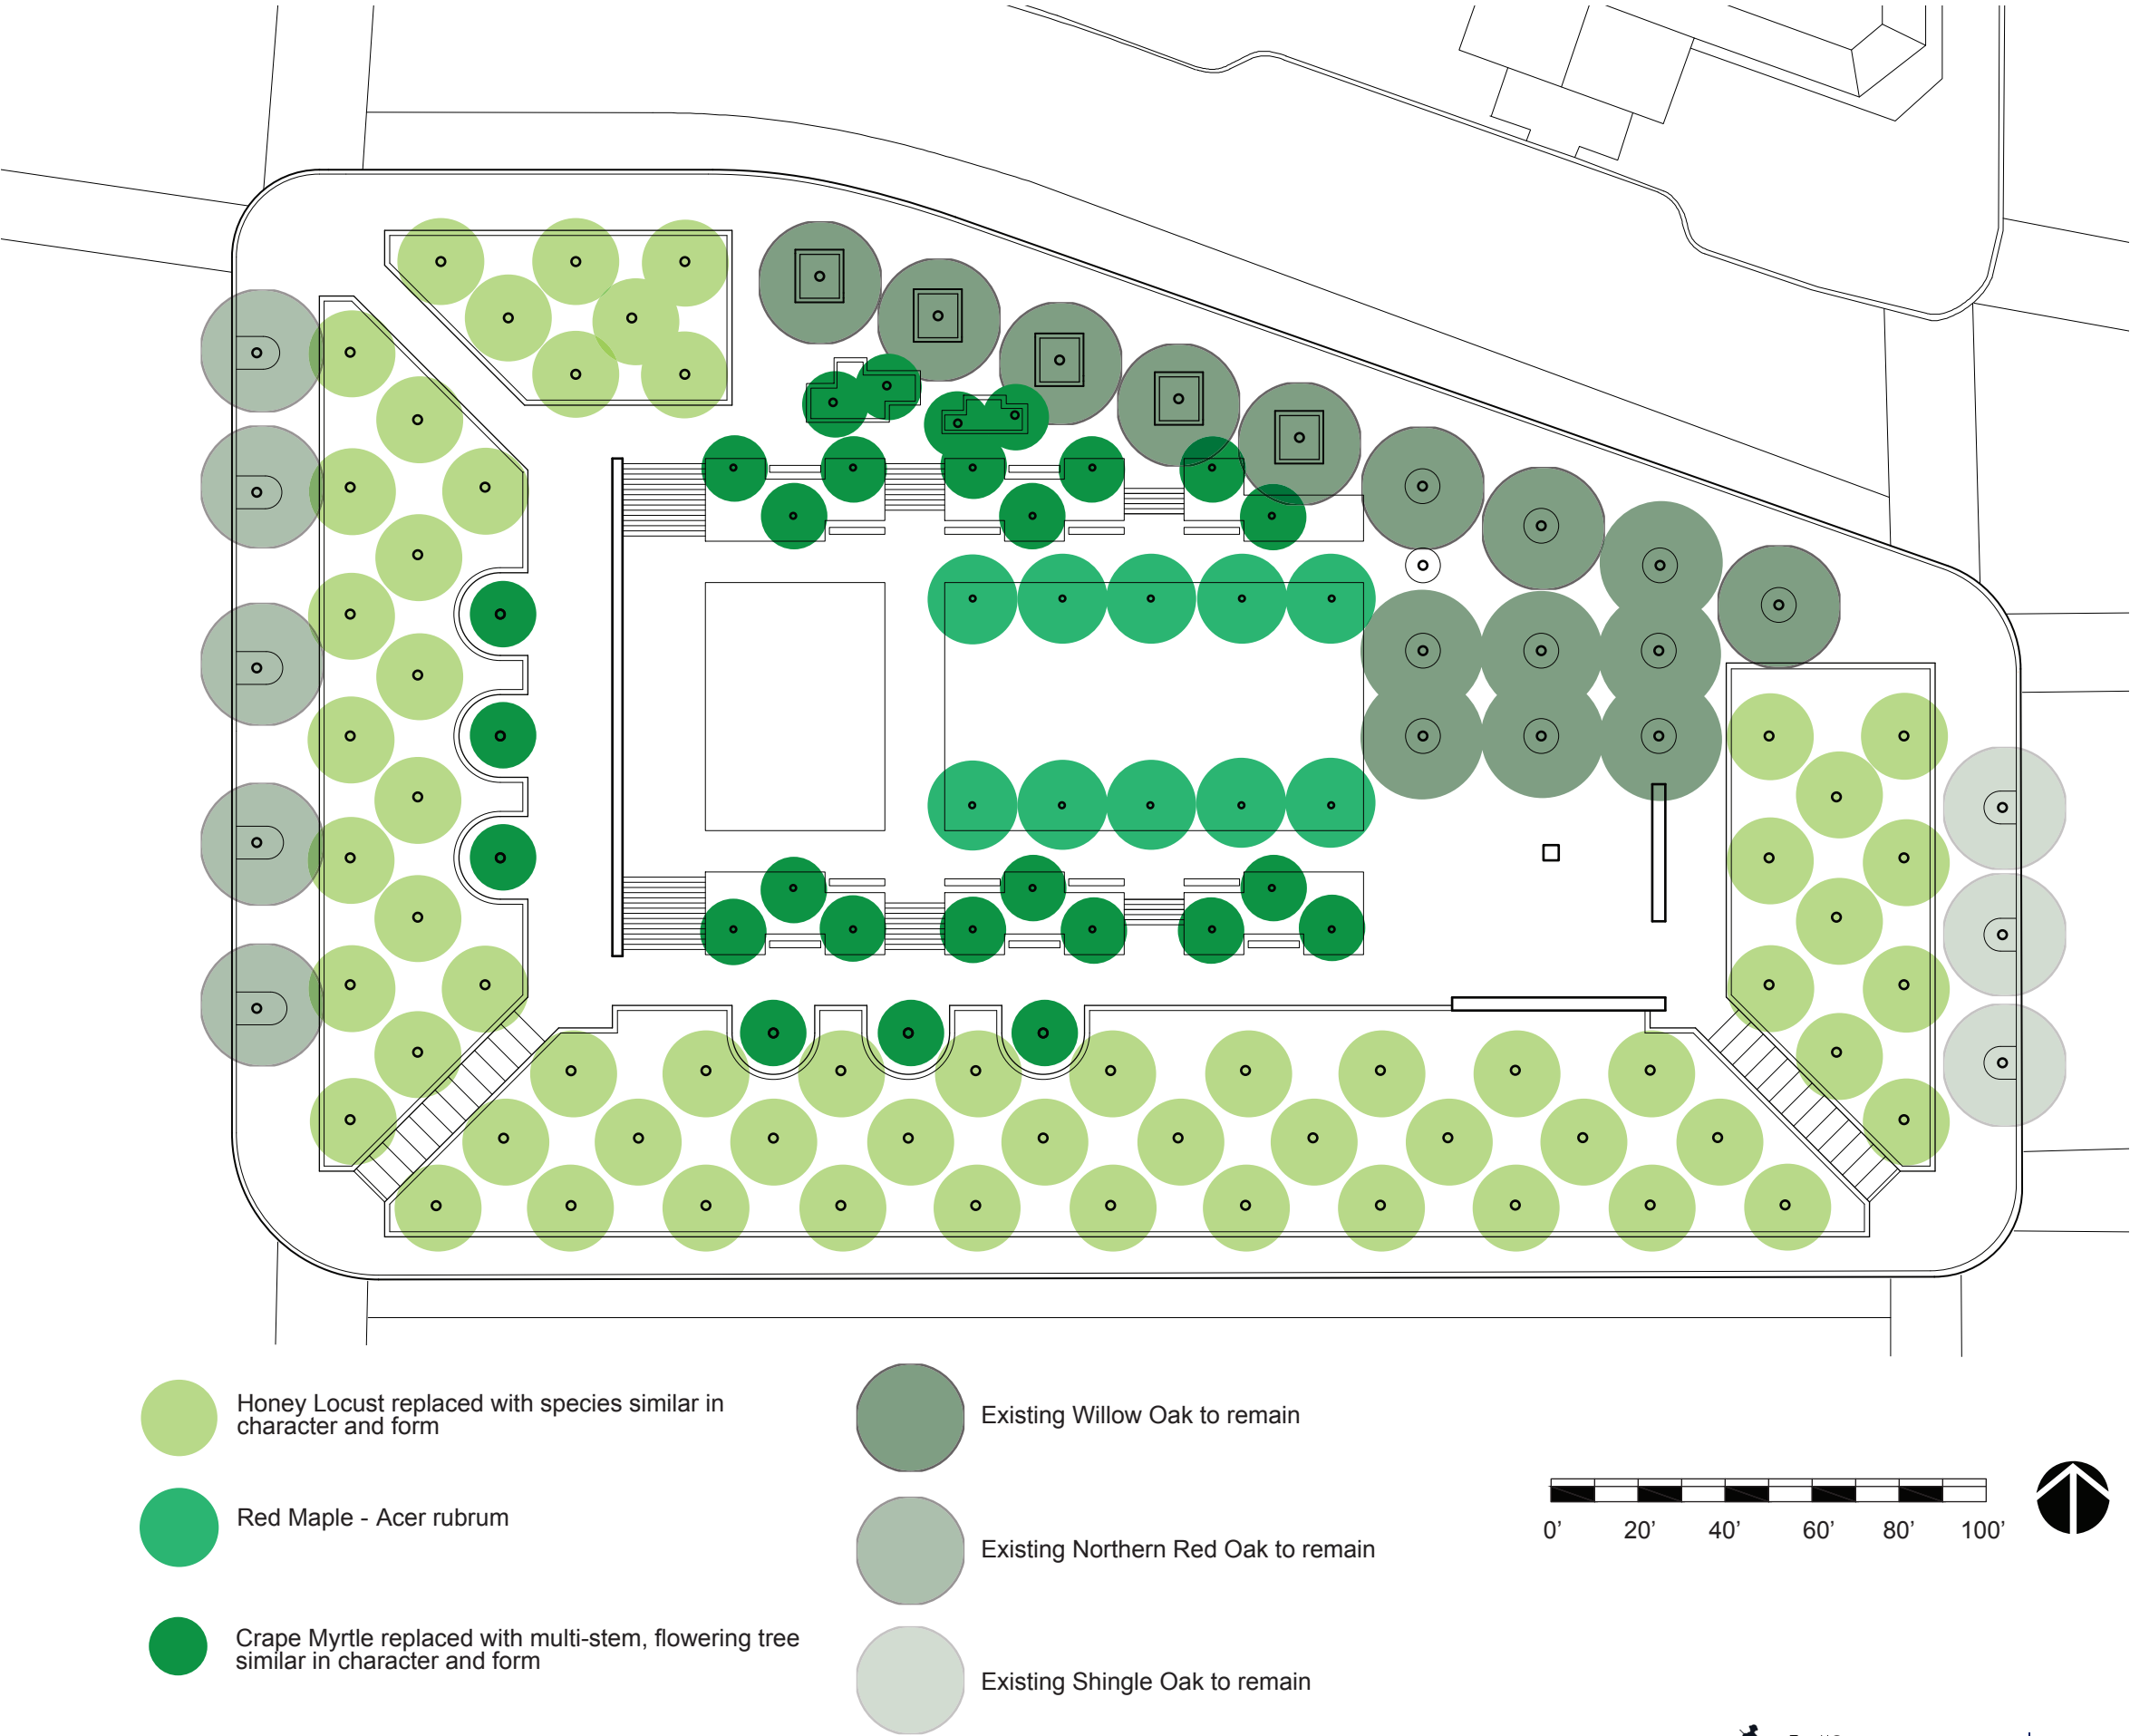 Honey Locust replaced with species similar in
character and form
Red Maple - Acer rubrum
Crape Myrtle replaced with multi-stem, flowering tree
similar in character and form
Existing Willow Oak to remain
Existing Northern Red Oak to remain
Existing Shingle Oak to remain
0’ 20’ 40’ 60’ 80’ 100’